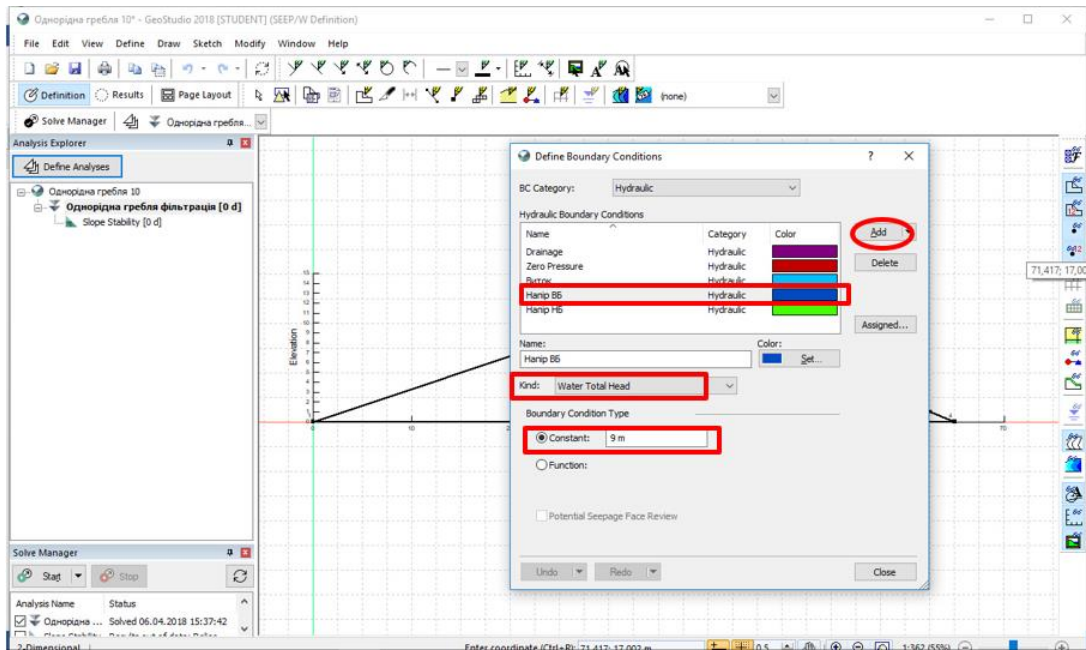 Однорідна гребля 10* - GeoStudio 2018 [STUDENT] (SEEP/W Definition)
File Edit View Define Draw Sketch Modify Window Help
Definition Results Page Layout (none)
Solve Manager Однорідна гребля...
Analysis Explorer
Define Analyses
Однорідна гребля 10
Однорідна гребля фільтрація [0 d]
Slope Stability [0 d]
Elevation
10
70
71,417; 17,00
Define Boundary Conditions ? ×
BC Category: Hydraulic
Hydraulic Boundary Conditions
Name Category Color
Drainage Hydraulic
Zero Pressure Hydraulic
Виток Hydraulic
Напір ВБ Hydraulic
Напір НБ Hydraulic
Add
Delete
Assigned...
Name: Color:
Напір ВБ Set...
Kind: Water Total Head
Boundary Condition Type
Constant: 9 m
Function:
Potential Seepage Face Review
Undo Redo Close
Solve Manager
Start Stop
Analysis Name Status
Однорідна ... Solved 06.04.2018 15:37:42
2-Dimensional Enter coordinate (Ctrl+R): 71,417; 17,002 m 0.5 1:362 (55%)